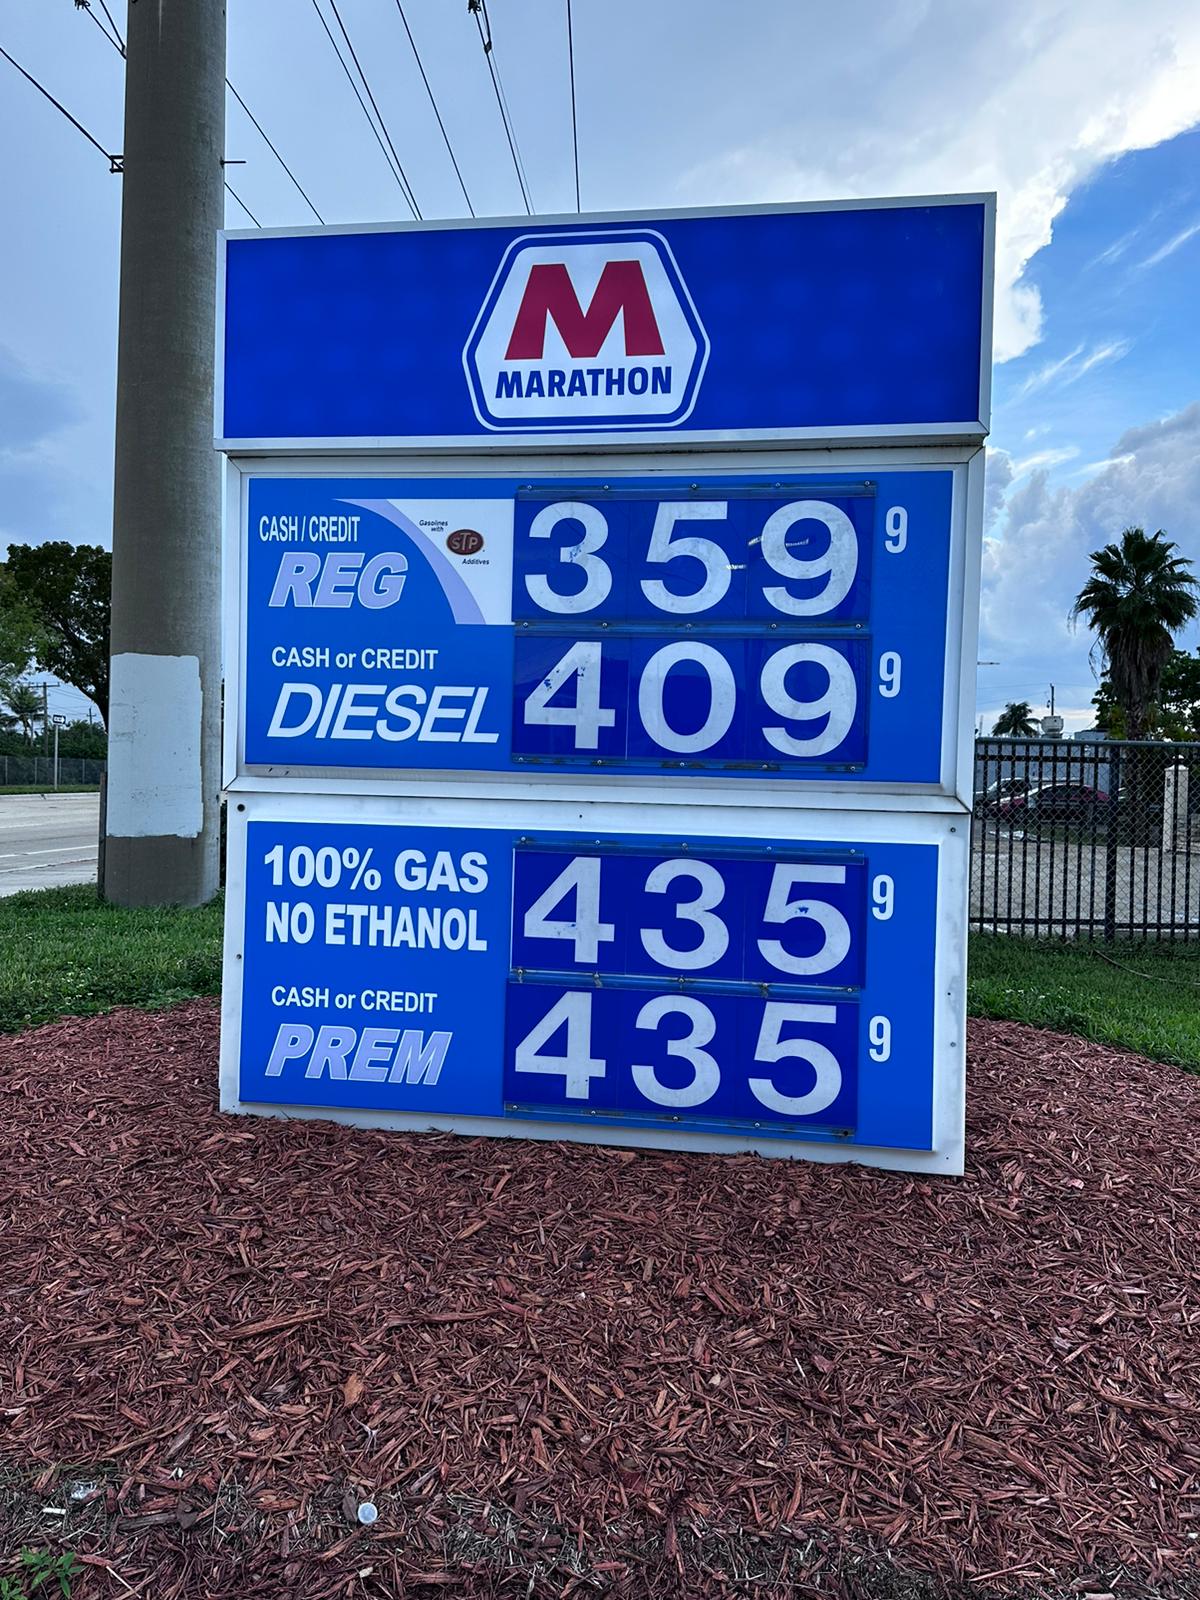 M
MARATHON
CASH / CREDIT
REG
Gasolines
with
STP
Additives
359 9
CASH or CREDIT
DIESEL
409 9
100% GAS
NO ETHANOL
435 9
CASH or CREDIT
PREM
435 9